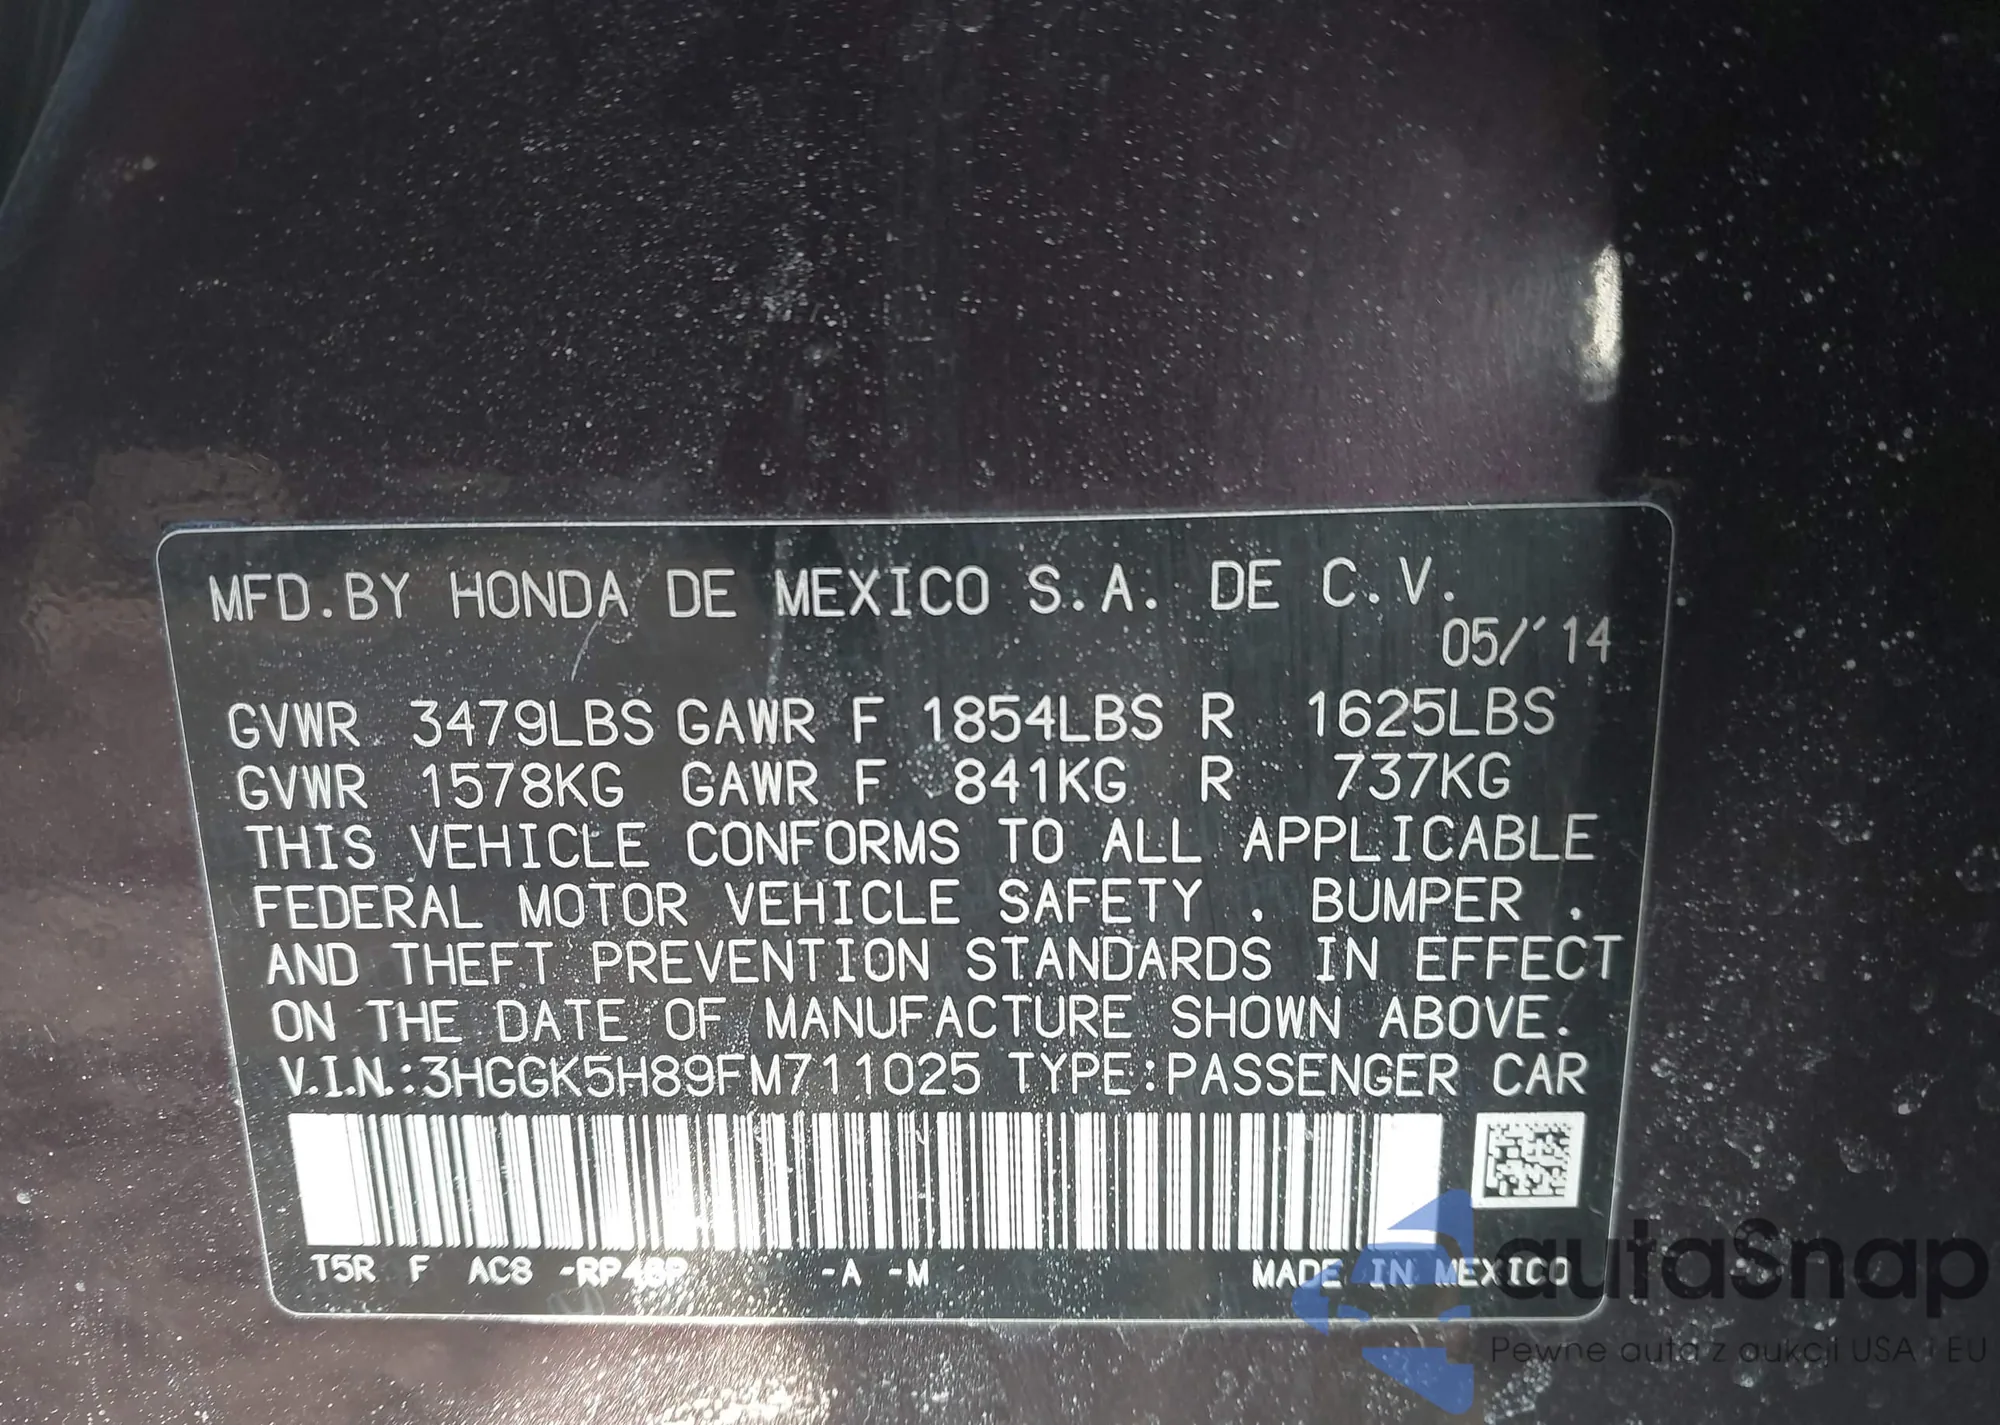 MFD.BY HONDA DE MEXICO S.A. DE C.V.
05/'14
GVWR 3479LBS GAWR F 1854LBS R 1625LBS
GVWR 1578KG GAWR F 841KG R 737KG
THIS VEHICLE CONFORMS TO ALL APPLICABLE
FEDERAL MOTOR VEHICLE SAFETY , BUMPER ,
AND THEFT PREVENTION STANDARDS IN EFFECT
ON THE DATE OF MANUFACTURE SHOWN ABOVE.
V.I.N.:3HGGK5H89FM711025 TYPE:PASSENGER CAR
T5R F AC8 -RP48P -A -M MADE IN MEXICO
autaSnap
Pewne auta z aukcji USA i EU